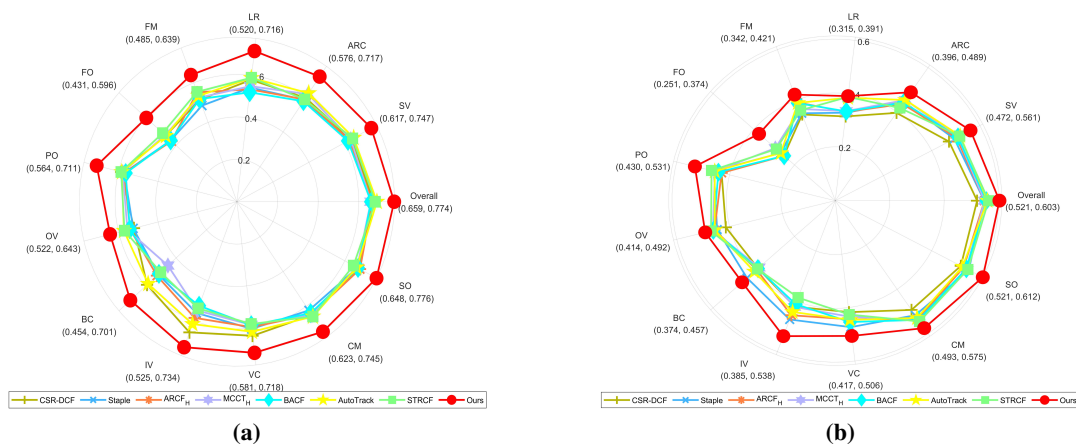 LR
(0.520, 0.716)
FM
(0.485, 0.639)
ARC
(0.576, 0.717)
FO
(0.431, 0.596)
SV
(0.617, 0.747)
PO
(0.564, 0.711)
Overall
(0.659, 0.774)
OV
(0.522, 0.643)
SO
(0.648, 0.776)
BC
(0.454, 0.701)
CM
(0.623, 0.745)
IV
(0.525, 0.734)
VC
(0.581, 0.718)
0.4
0.2
CSR-DCF Staple ARCF_H MCCT_H BACF AutoTrack STRCF Ours
(a)
LR
(0.315, 0.391)
0.6
FM
(0.342, 0.421)
ARC
(0.396, 0.489)
FO
(0.251, 0.374)
SV
(0.472, 0.561)
PO
(0.430, 0.531)
Overall
(0.521, 0.603)
OV
(0.414, 0.492)
SO
(0.521, 0.612)
BC
(0.374, 0.457)
CM
(0.493, 0.575)
IV
(0.385, 0.538)
VC
(0.417, 0.506)
0.2
CSR-DCF Staple ARCF_H MCCT_H BACF AutoTrack STRCF Ours
(b)